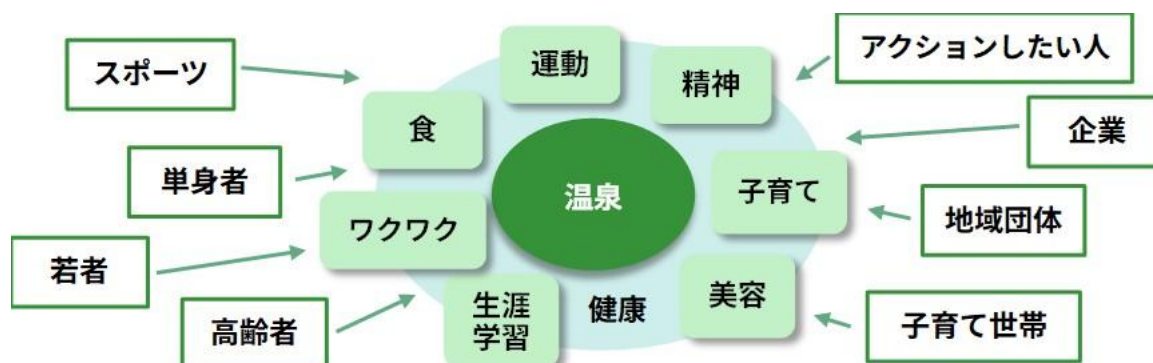 スポーツ
運動
精神
アクションしたい人
食
企業
単身者
温泉
子育て
ワクワク
地域団体
若者
高齢者
生涯
学習
健康
美容
子育て世帯